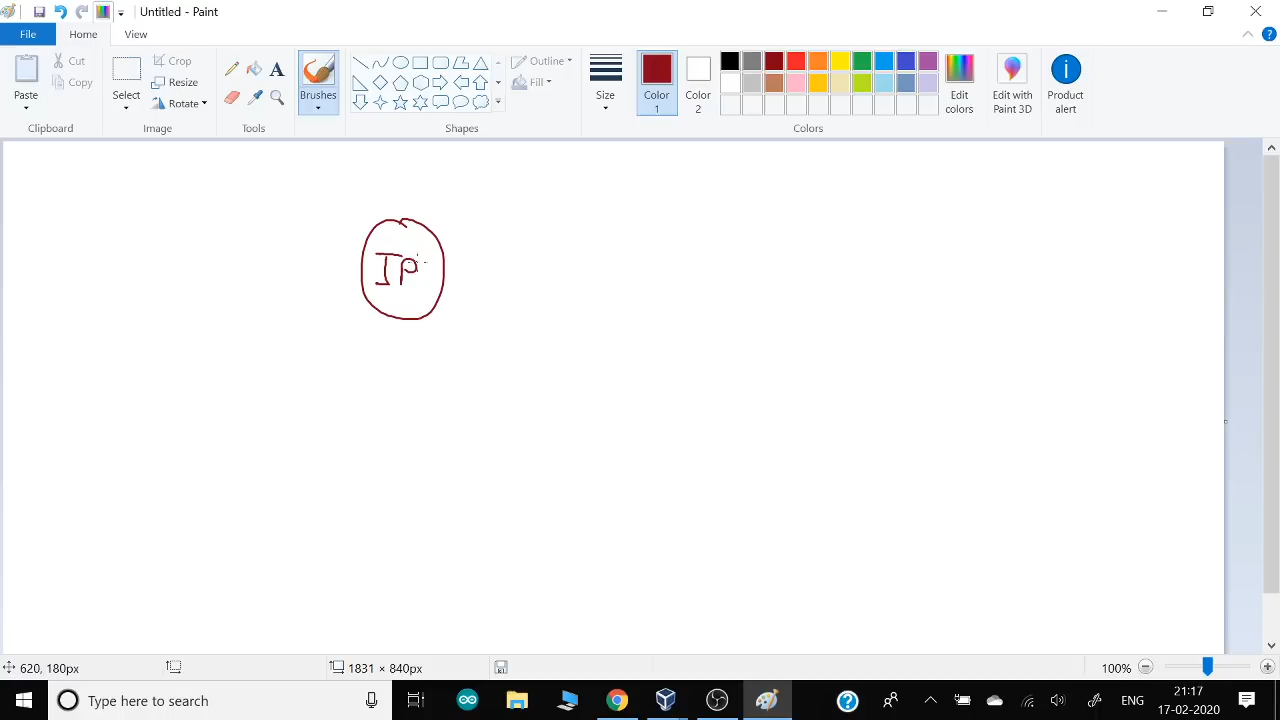 Untitled - Paint
File
Home
View
Paste
Cut
Copy
Clipboard
Select
Crop
Resize
Rotate
Image
Tools
Brushes
Shapes
Outline
Fill
Size
Color
1
Color
2
Colors
Edit
colors
Edit with
Paint 3D
Product
alert
IP
620, 180px
1831 × 840px
100%
Type here to search
ENG
21:17
17-02-2020